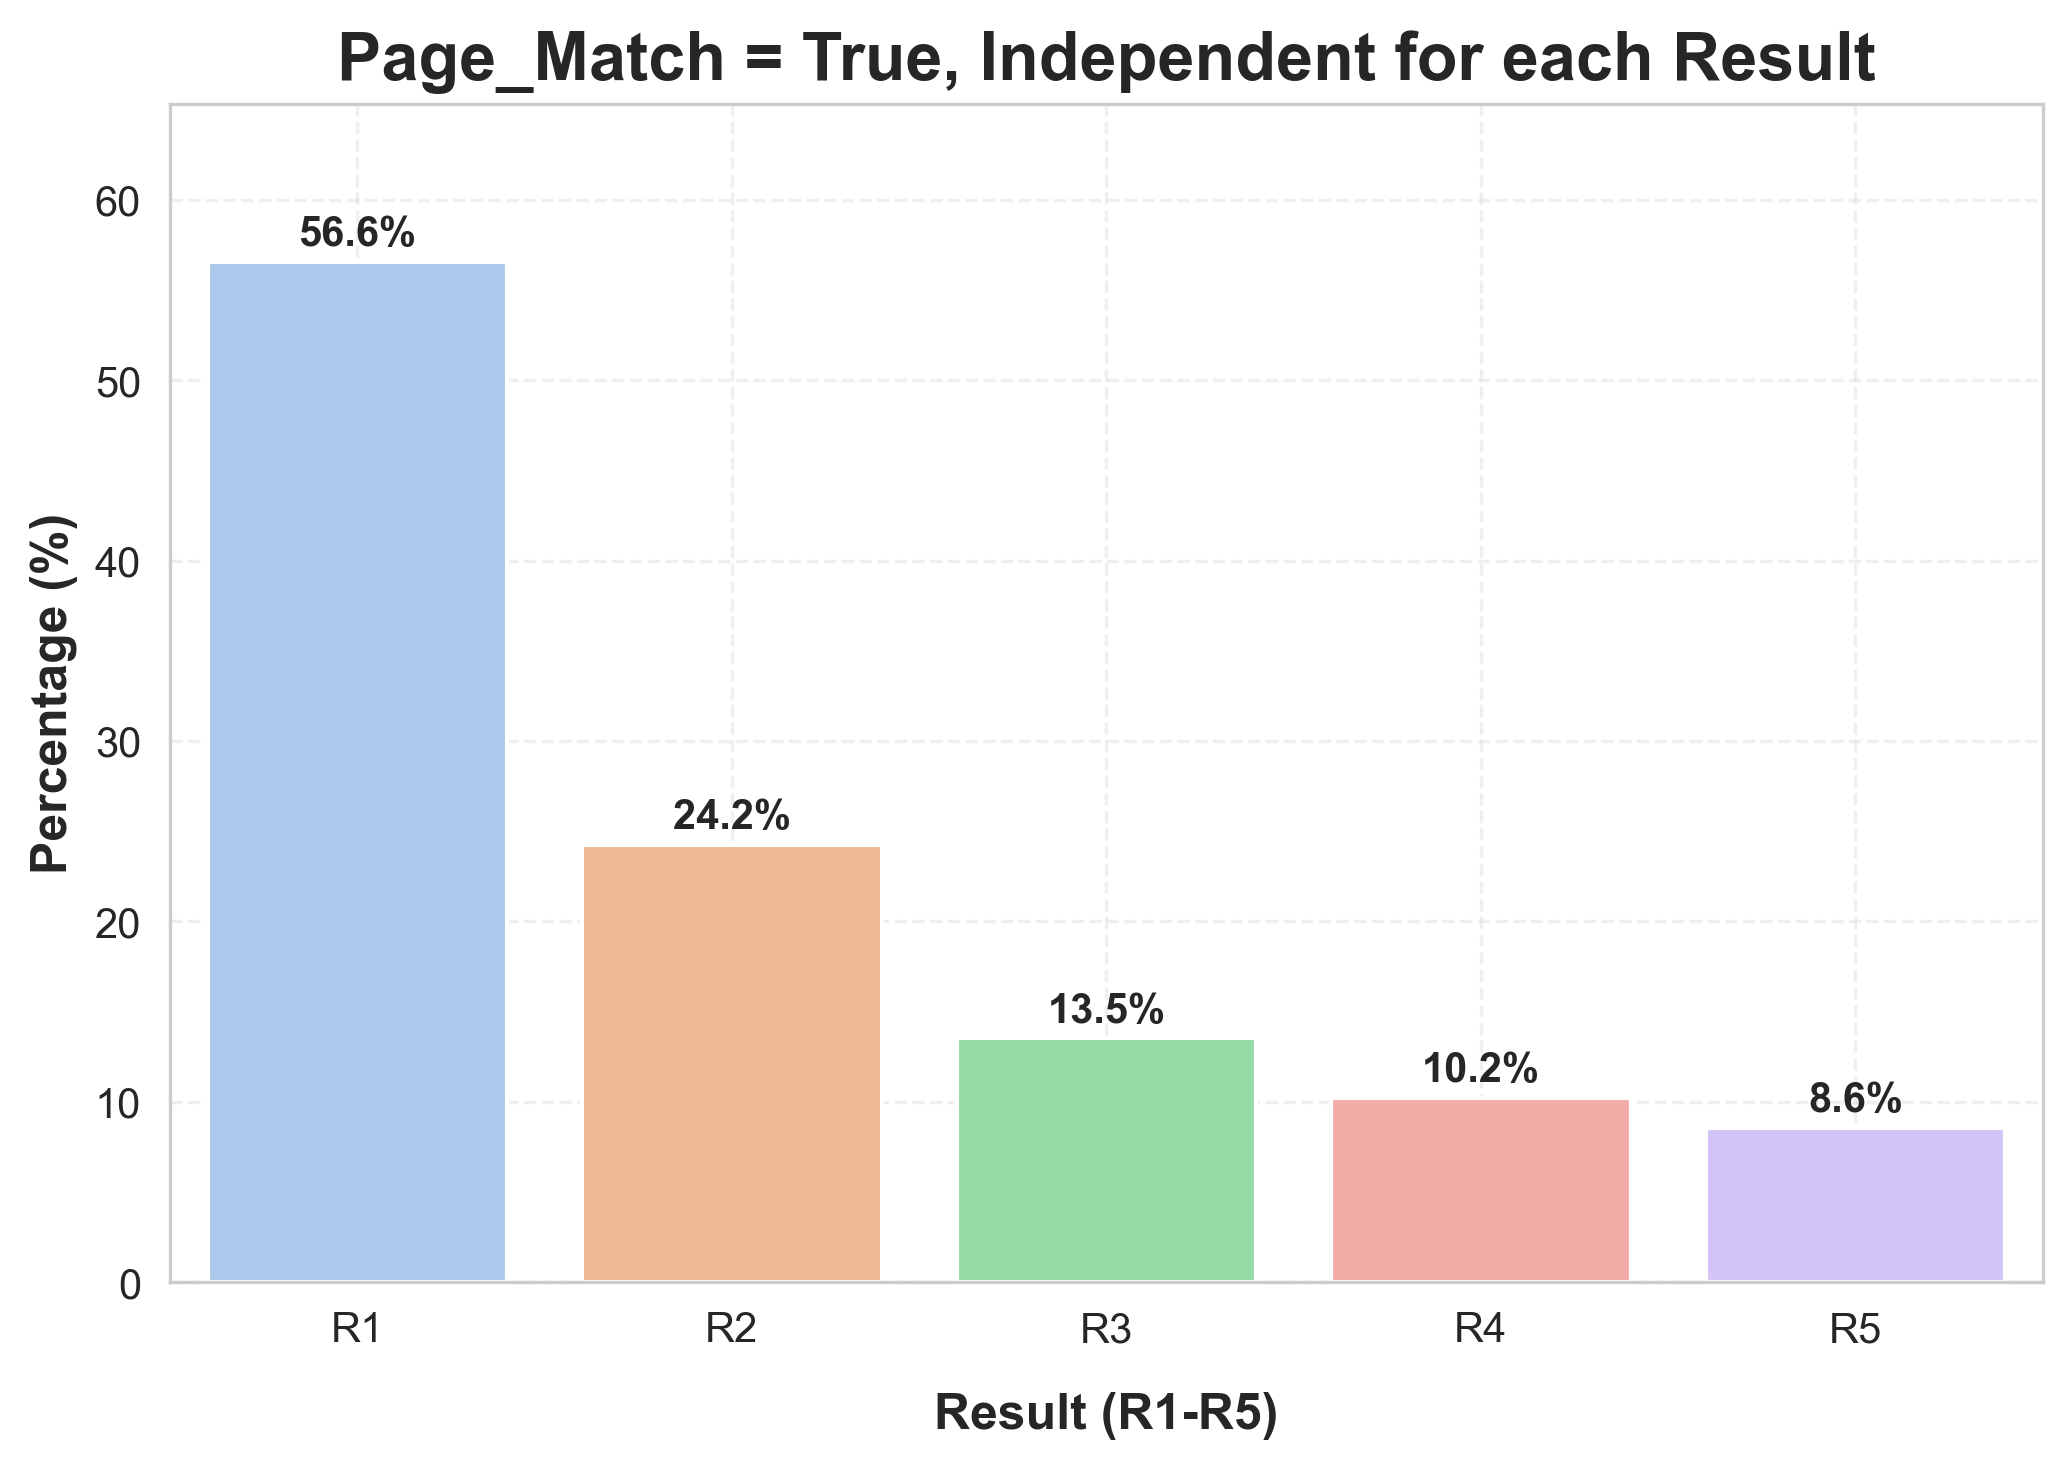 Page_Match = True, Independent for each Result
Percentage (%)
60
50
40
30
20
10
0
56.6%
24.2%
13.5%
10.2%
8.6%
R1
R2
R3
R4
R5
Result (R1-R5)